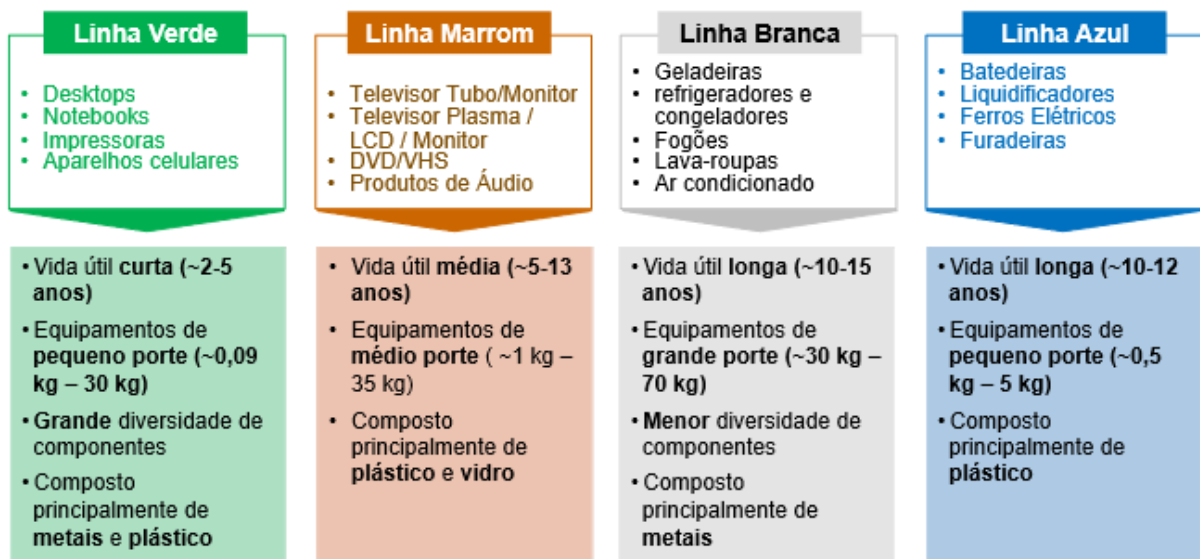 Linha Verde
• Desktops
• Notebooks
• Impressoras
• Aparelhos celulares
• Vida útil curta (~2-5
anos)
• Equipamentos de
pequeno porte (~0,09
kg – 30 kg)
• Grande diversidade de
componentes
• Composto
principalmente de
metais e plástico
Linha Marrom
• Televisor Tubo/Monitor
• Televisor Plasma /
LCD / Monitor
• DVD/VHS
• Produtos de Áudio
• Vida útil média (~5-13
anos)
• Equipamentos de
médio porte ( ~1 kg –
35 kg)
• Composto
principalmente de
plástico e vidro
Linha Branca
• Geladeiras
• refrigeradores e
congeladores
• Fogões
• Lava-roupas
• Ar condicionado
• Vida útil longa (~10-15
anos)
• Equipamentos de
grande porte (~30 kg –
70 kg)
• Menor diversidade de
componentes
• Composto
principalmente de
metais
Linha Azul
• Batedeiras
• Liquidificadores
• Ferros Elétricos
• Furadeiras
• Vida útil longa (~10-12
anos)
• Equipamentos de
pequeno porte (~0,5
kg – 5 kg)
• Composto
principalmente de
plástico